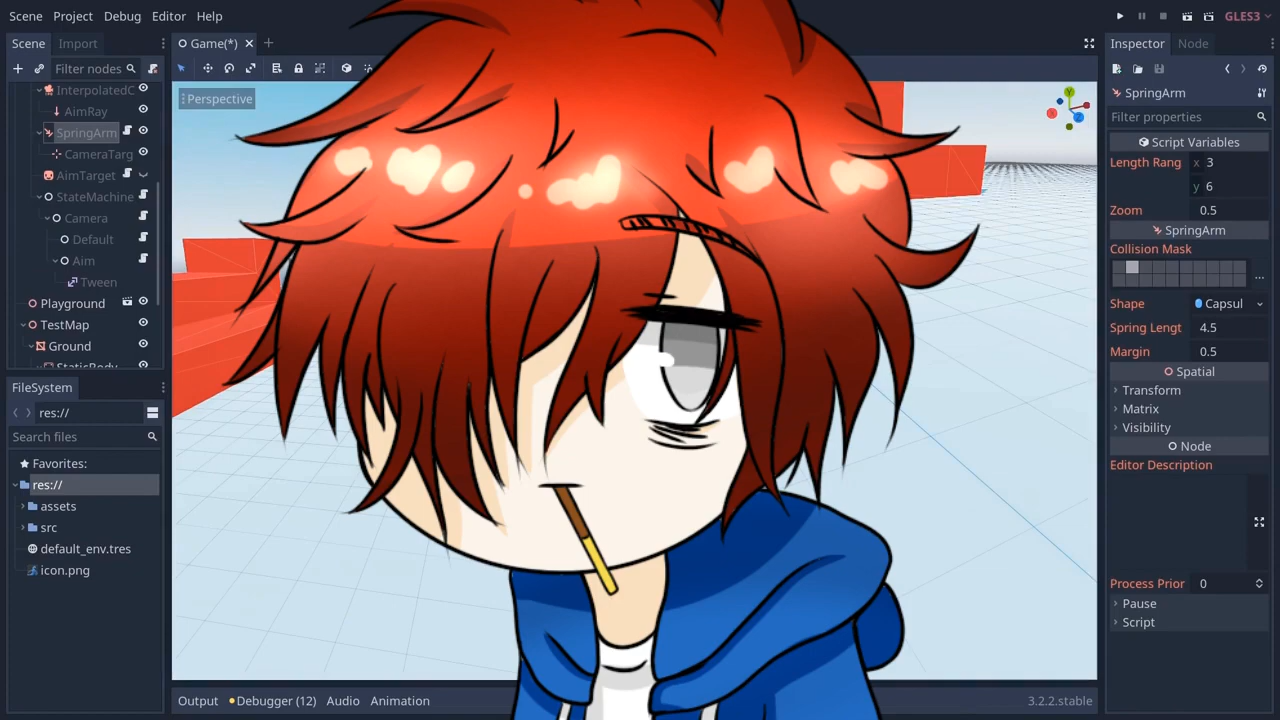 Scene Project Debug Editor Help
GLES3
Scene Import
Game(*)
Inspector Node
Filter nodes
Perspective
InterpolatedC
AimRay
SpringArm
CameraTarg
AimTarget
StateMachine
Camera
Default
Aim
Tween
Playground
TestMap
Ground
StaticBody
FileSystem
res://
Search files
Favorites:
res://
assets
src
default_env.tres
icon.png
Y
X
Z
SpringArm
Filter properties
Script Variables
Length Rang x 3
y 6
Zoom 0.5
SpringArm
Collision Mask
...
Shape Capsul
Spring Lengt 4.5
Margin 0.5
Spatial
Transform
Matrix
Visibility
Node
Editor Description
Process Prior 0
Pause
Script
Output Debugger (12) Audio Animation
3.2.2.stable